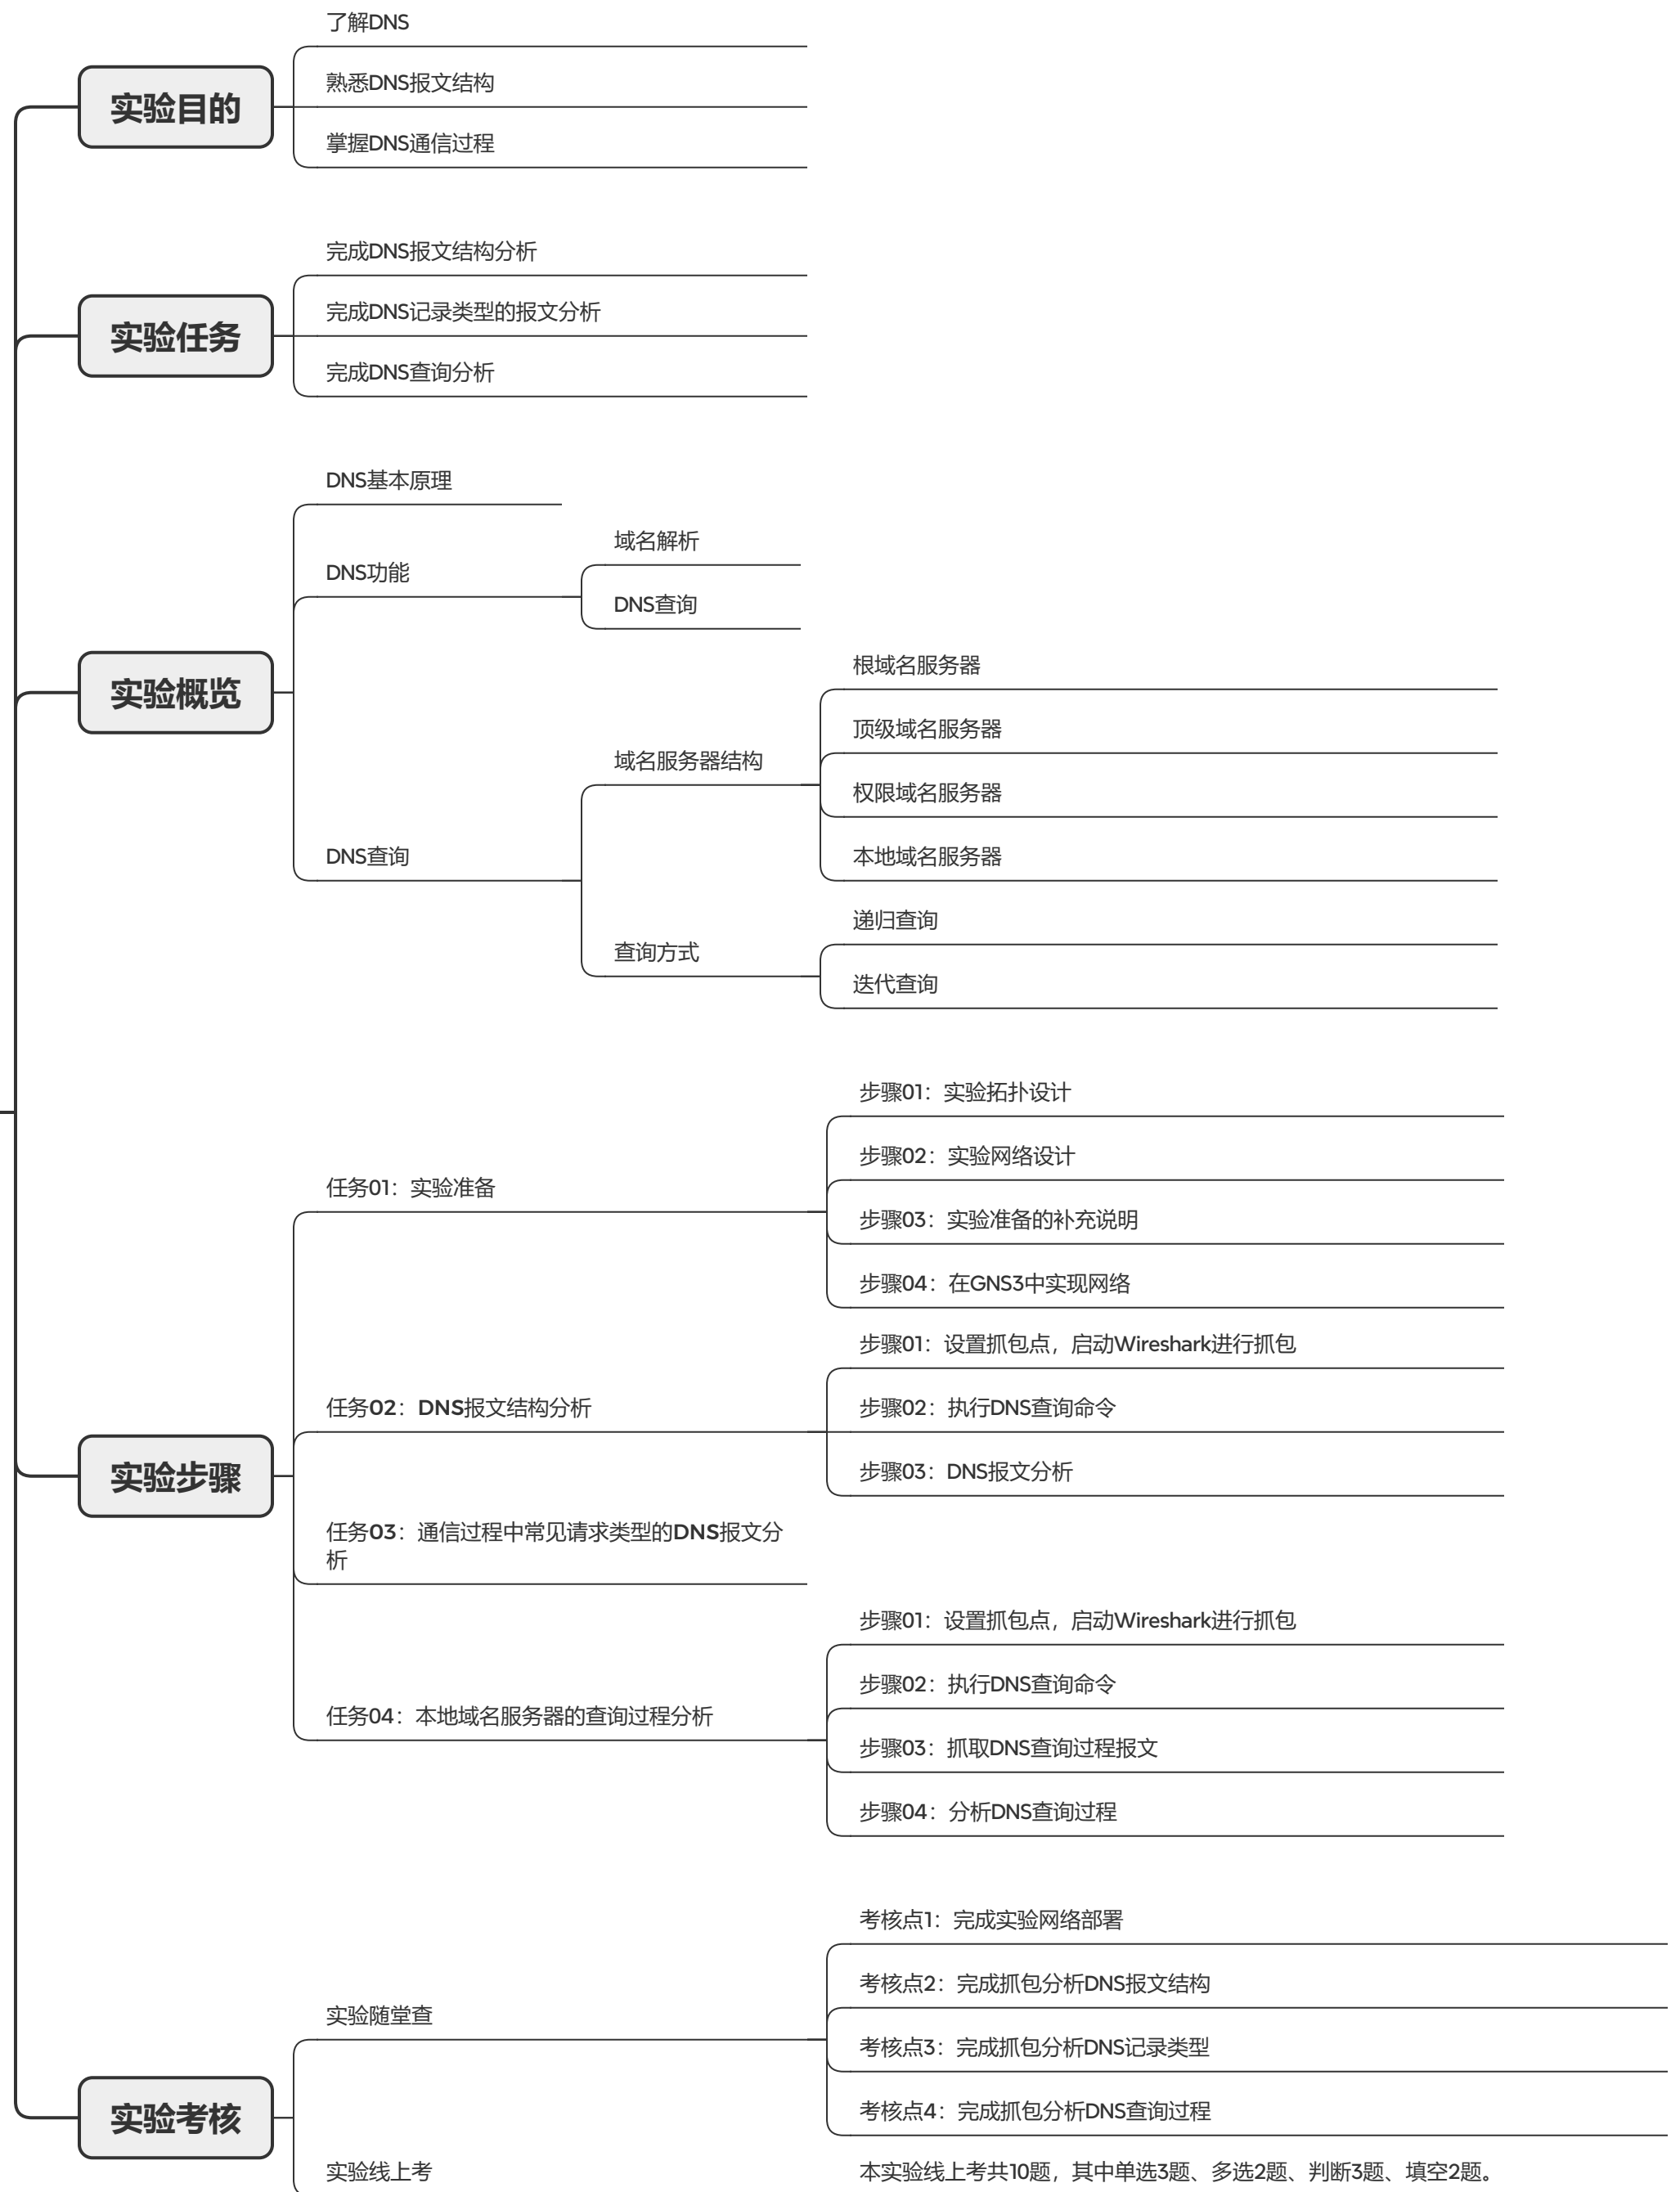 实验目的
了解DNS
熟悉DNS报文结构
掌握DNS通信过程
实验任务
完成DNS报文结构分析
完成DNS记录类型的报文分析
完成DNS查询分析
实验概览
DNS基本原理
DNS功能
域名解析
DNS查询
DNS查询
域名服务器结构
根域名服务器
顶级域名服务器
权限域名服务器
本地域名服务器
查询方式
递归查询
迭代查询
实验步骤
任务01：实验准备
步骤01：实验拓扑设计
步骤02：实验网络设计
步骤03：实验准备的补充说明
步骤04：在GNS3中实现网络
任务02：DNS报文结构分析
步骤01：设置抓包点，启动Wireshark进行抓包
步骤02：执行DNS查询命令
步骤03：DNS报文分析
任务03：通信过程中常见请求类型的DNS报文分
析
任务04：本地域名服务器的查询过程分析
步骤01：设置抓包点，启动Wireshark进行抓包
步骤02：执行DNS查询命令
步骤03：抓取DNS查询过程报文
步骤04：分析DNS查询过程
实验考核
实验随堂查
考核点1：完成实验网络部署
考核点2：完成抓包分析DNS报文结构
考核点3：完成抓包分析DNS记录类型
考核点4：完成抓包分析DNS查询过程
实验线上考
本实验线上考共10题，其中单选3题、多选2题、判断3题、填空2题。